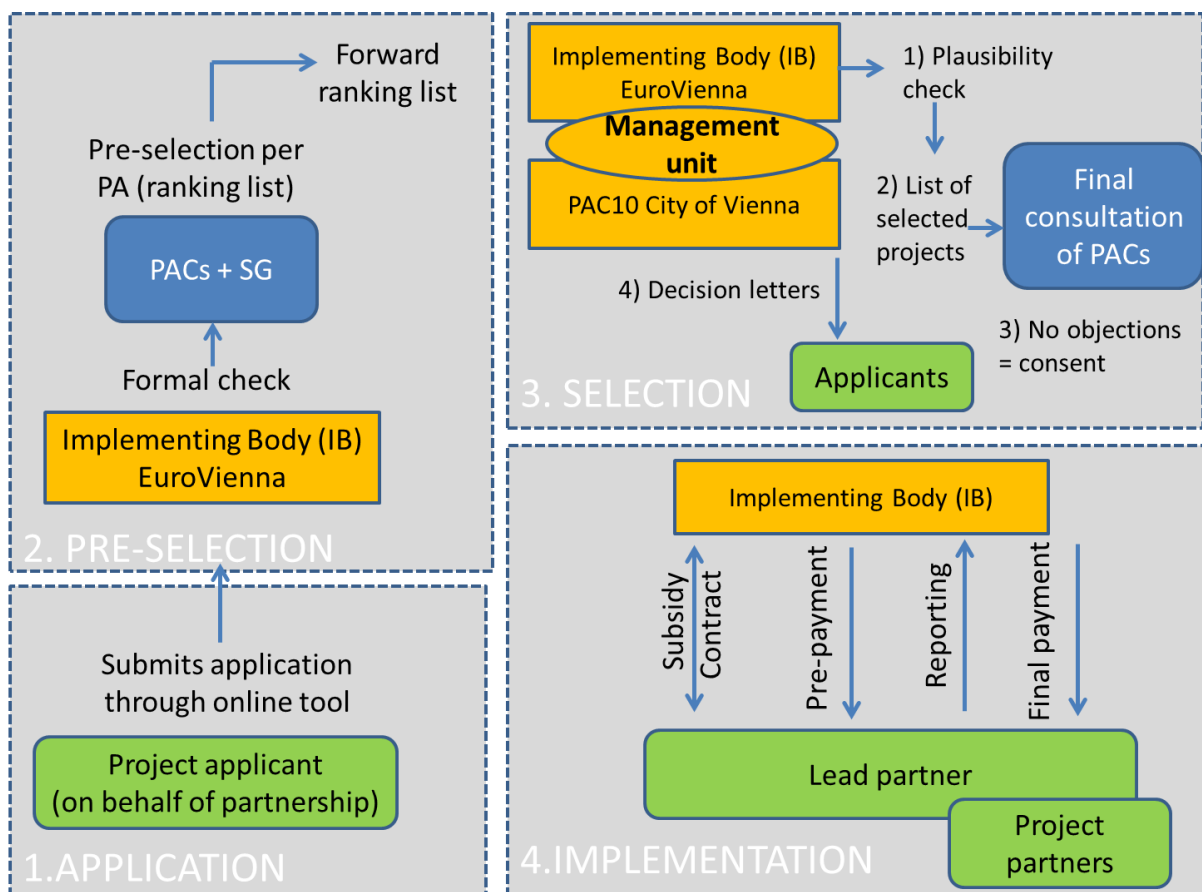 Forward
ranking list
Pre-selection per
PA (ranking list)
PACs + SG
Formal check
Implementing Body (IB)
EuroVienna
2. PRE-SELECTION
Submits application
through online tool
Project applicant
(on behalf of partnership)
1.APPLICATION
Implementing Body (IB)
EuroVienna
Management
unit
PAC10 City of Vienna
1) Plausibility
check
2) List of
selected
projects
Final
consultation
of PACs
3) No objections
= consent
4) Decision letters
Applicants
3. SELECTION
Implementing Body (IB)
Subsidy
Contract
Pre-payment
Reporting
Final payment
Lead partner
Project
partners
4.IMPLEMENTATION